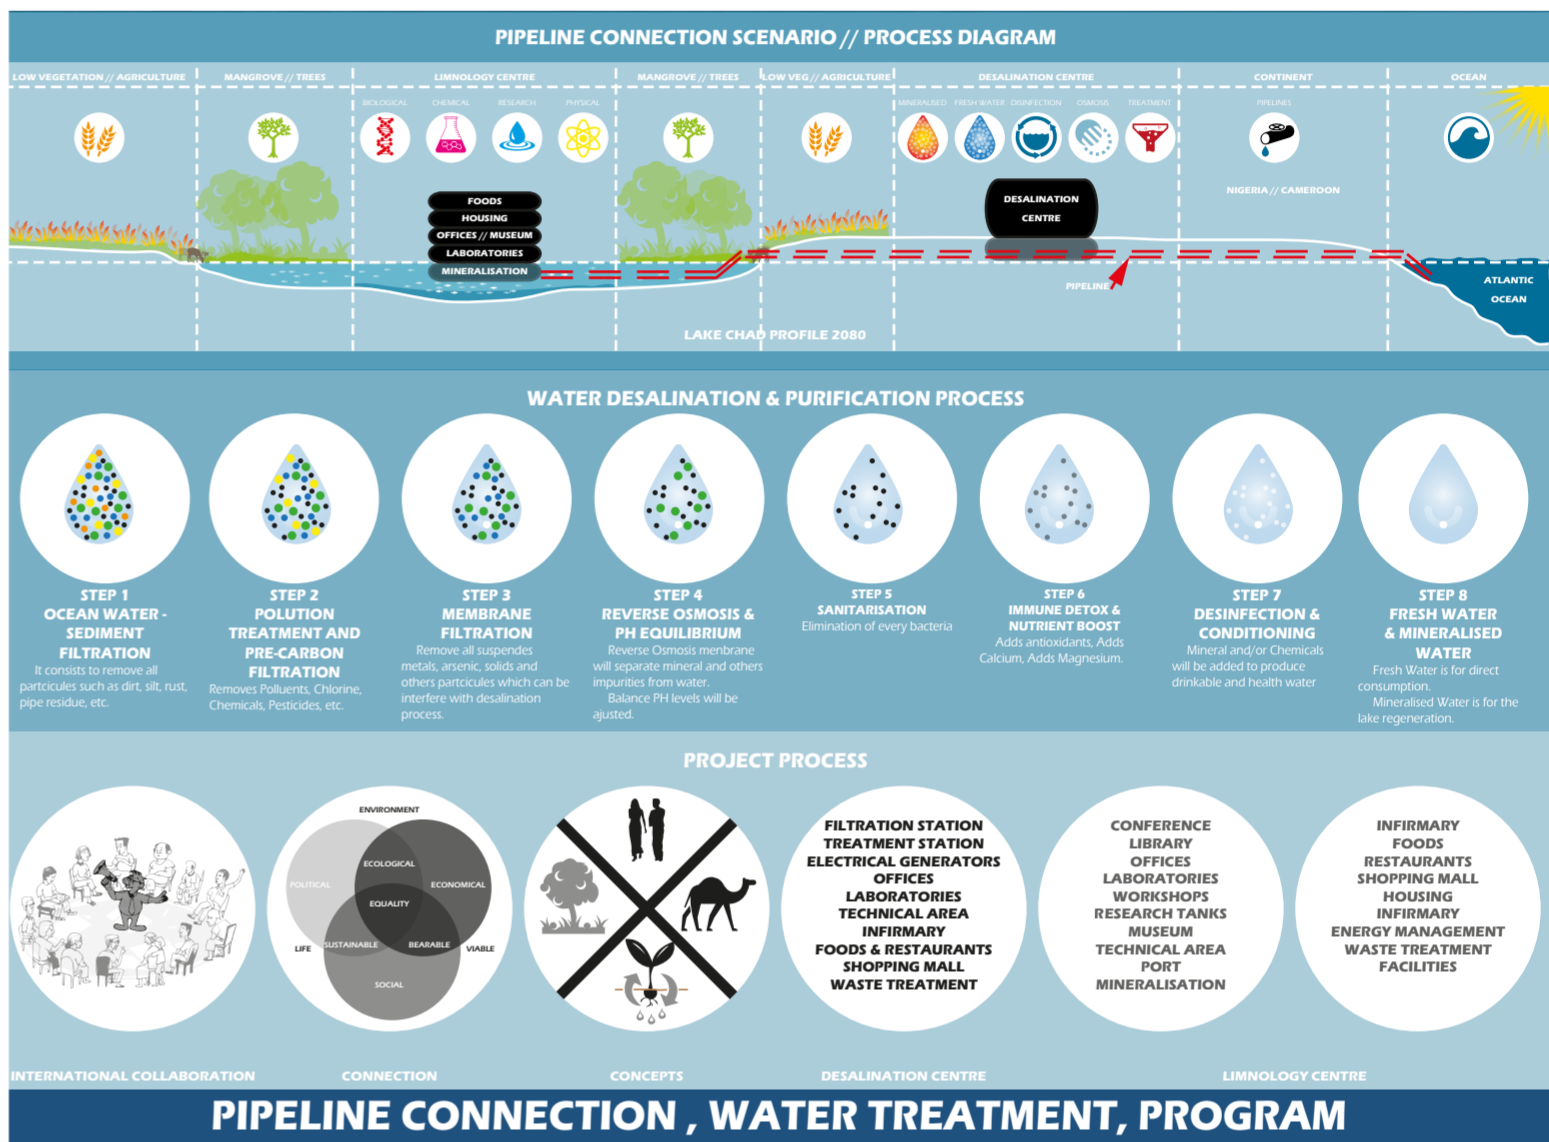 PIPELINE CONNECTION SCENARIO // PROCESS DIAGRAM
LOW VEGETATION // AGRICULTURE
MANGROVE // TREES
LIMNOLOGY CENTRE
MANGROVE // TREES
LOW VEG // AGRICULTURE
DESALINATION CENTRE
CONTINENT
OCEAN
BIOLOGICAL
CHEMICAL
RESEARCH
PHYSICAL
MINERALISED
FRESH WATER
DISINFECTION
OSMOSIS
TREATMENT
PIPELINES
NIGERIA // CAMEROON
FOODS
HOUSING
OFFICES // MUSEUM
LABORATORIES
MINERALISATION
DESALINATION
CENTRE
PIPELINE
ATLANTIC
OCEAN
LAKE CHAD PROFILE 2080
WATER DESALINATION & PURIFICATION PROCESS
STEP 1
OCEAN WATER -
SEDIMENT
FILTRATION
It consists to remove all
partcicules such as dirt, silt, rust,
pipe residue, etc.
STEP 2
POLUTION
TREATMENT AND
PRE-CARBON
FILTRATION
Removes Polluents, Chlorine,
Chemicals, Pesticides, etc.
STEP 3
MEMBRANE
FILTRATION
Remove all suspendes
metals, arsenic, solids and
others partcicules which can be
interfere with desalination
process.
STEP 4
REVERSE OSMOSIS &
PH EQUILIBRIUM
Reverse Osmosis menbrane
will separate mineral and others
impurities from water.
Balance PH levels will be
ajusted.
STEP 5
SANITARISATION
Elimination of every bacteria
STEP 6
IMMUNE DETOX &
NUTRIENT BOOST
Adds antioxidants, Adds
Calcium, Adds Magnesium.
STEP 7
DESINFECTION &
CONDITIONING
Mineral and/or Chemicals
will be added to produce
drinkable and health water
STEP 8
FRESH WATER
& MINERALISED
WATER
Fresh Water is for direct
consumption.
Mineralised Water is for the
lake regeneration.
PROJECT PROCESS
ENVIRONMENT
ECOLOGICAL
POLITICAL
ECONOMICAL
EQUALITY
LIFE
SUSTAINABLE
BEARABLE
VIABLE
SOCIAL
FILTRATION STATION
TREATMENT STATION
ELECTRICAL GENERATORS
OFFICES
LABORATORIES
TECHNICAL AREA
INFIRMARY
FOODS & RESTAURANTS
SHOPPING MALL
WASTE TREATMENT
CONFERENCE
LIBRARY
OFFICES
LABORATORIES
WORKSHOPS
RESEARCH TANKS
MUSEUM
TECHNICAL AREA
PORT
MINERALISATION
INFIRMARY
FOODS
RESTAURANTS
SHOPPING MALL
HOUSING
INFIRMARY
ENERGY MANAGEMENT
WASTE TREATMENT
FACILITIES
INTERNATIONAL COLLABORATION
CONNECTION
CONCEPTS
DESALINATION CENTRE
LIMNOLOGY CENTRE
PIPELINE CONNECTION , WATER TREATMENT, PROGRAM